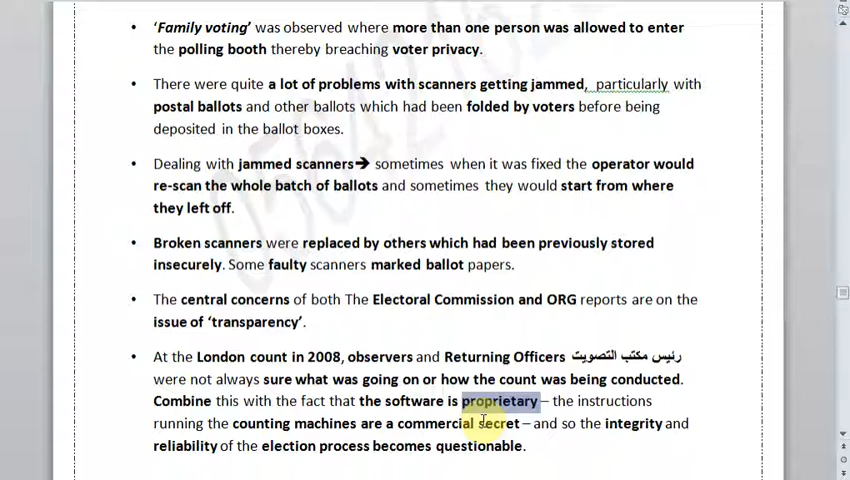 • 'Family voting' was observed where more than one person was allowed to enter
the polling booth thereby breaching voter privacy.
• There were quite a lot of problems with scanners getting jammed, particularly with
postal ballots and other ballots which had been folded by voters before being
deposited in the ballot boxes.
• Dealing with jammed scanners➔ sometimes when it was fixed the operator would
re-scan the whole batch of ballots and sometimes they would start from where
they left off.
• Broken scanners were replaced by others which had been previously stored
insecurely. Some faulty scanners marked ballot papers.
• The central concerns of both The Electoral Commission and ORG reports are on the
issue of 'transparency'.
• At the London count in 2008, observers and Returning Officers رئيس مكتب التصويت
were not always sure what was going on or how the count was being conducted.
Combine this with the fact that the software is proprietary – the instructions
running the counting machines are a commercial secret – and so the integrity and
reliability of the election process becomes questionable.